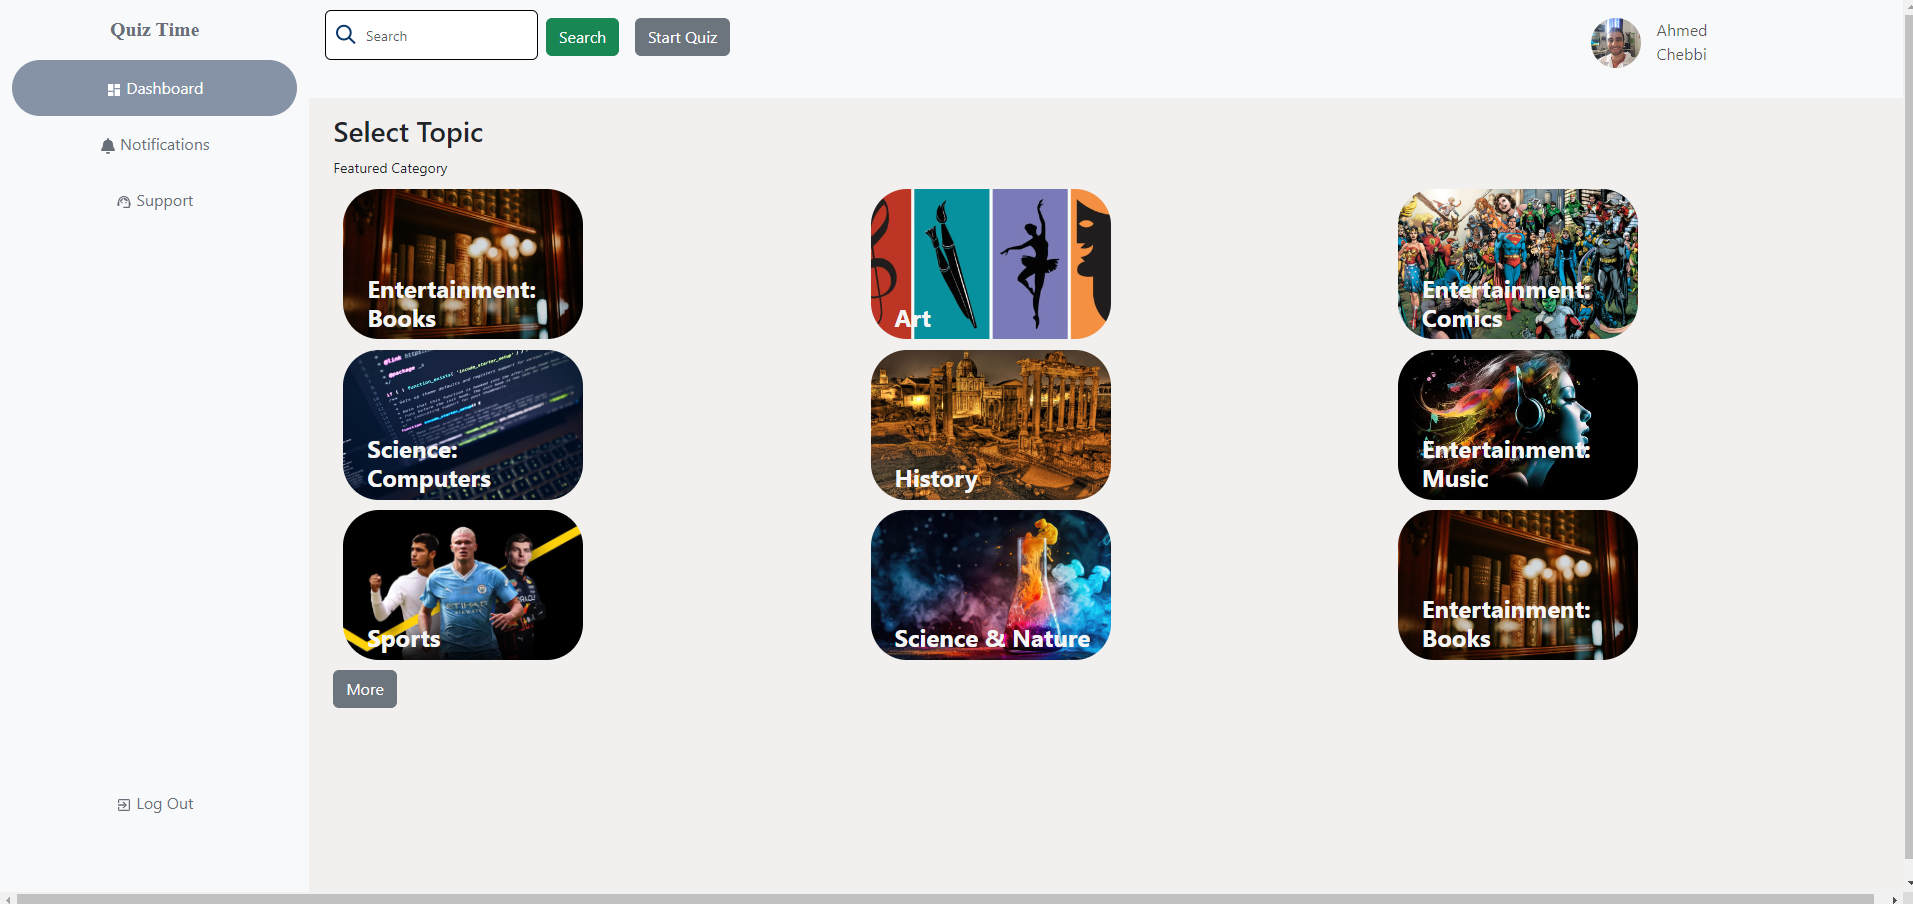 Quiz Time
Dashboard
Notifications
Support
Log Out
Search
Search
Start Quiz
Ahmed
Chebbi
Select Topic
Featured Category
Entertainment:
Books
Art
Entertainment:
Comics
Science:
Computers
History
Entertainment:
Music
Sports
Science & Nature
Entertainment:
Books
More